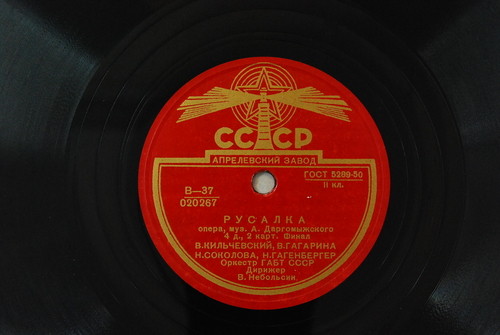 СССР
АПРЕЛЕВСКИЙ ЗАВОД
ГОСТ 5289-50
II кл.
В—37
020267
РУСАЛКА
опера, муз. А. Даргомыжского
4 д., 2 карт. Финал
В.КИЛЬЧЕВСКИЙ, В.ГАГАРИНА
Н.СОКОЛОВА, Н.ГАГЕНБЕРГЕР
Оркестр ГАБТ СССР
Дирижер
В. Небольсин